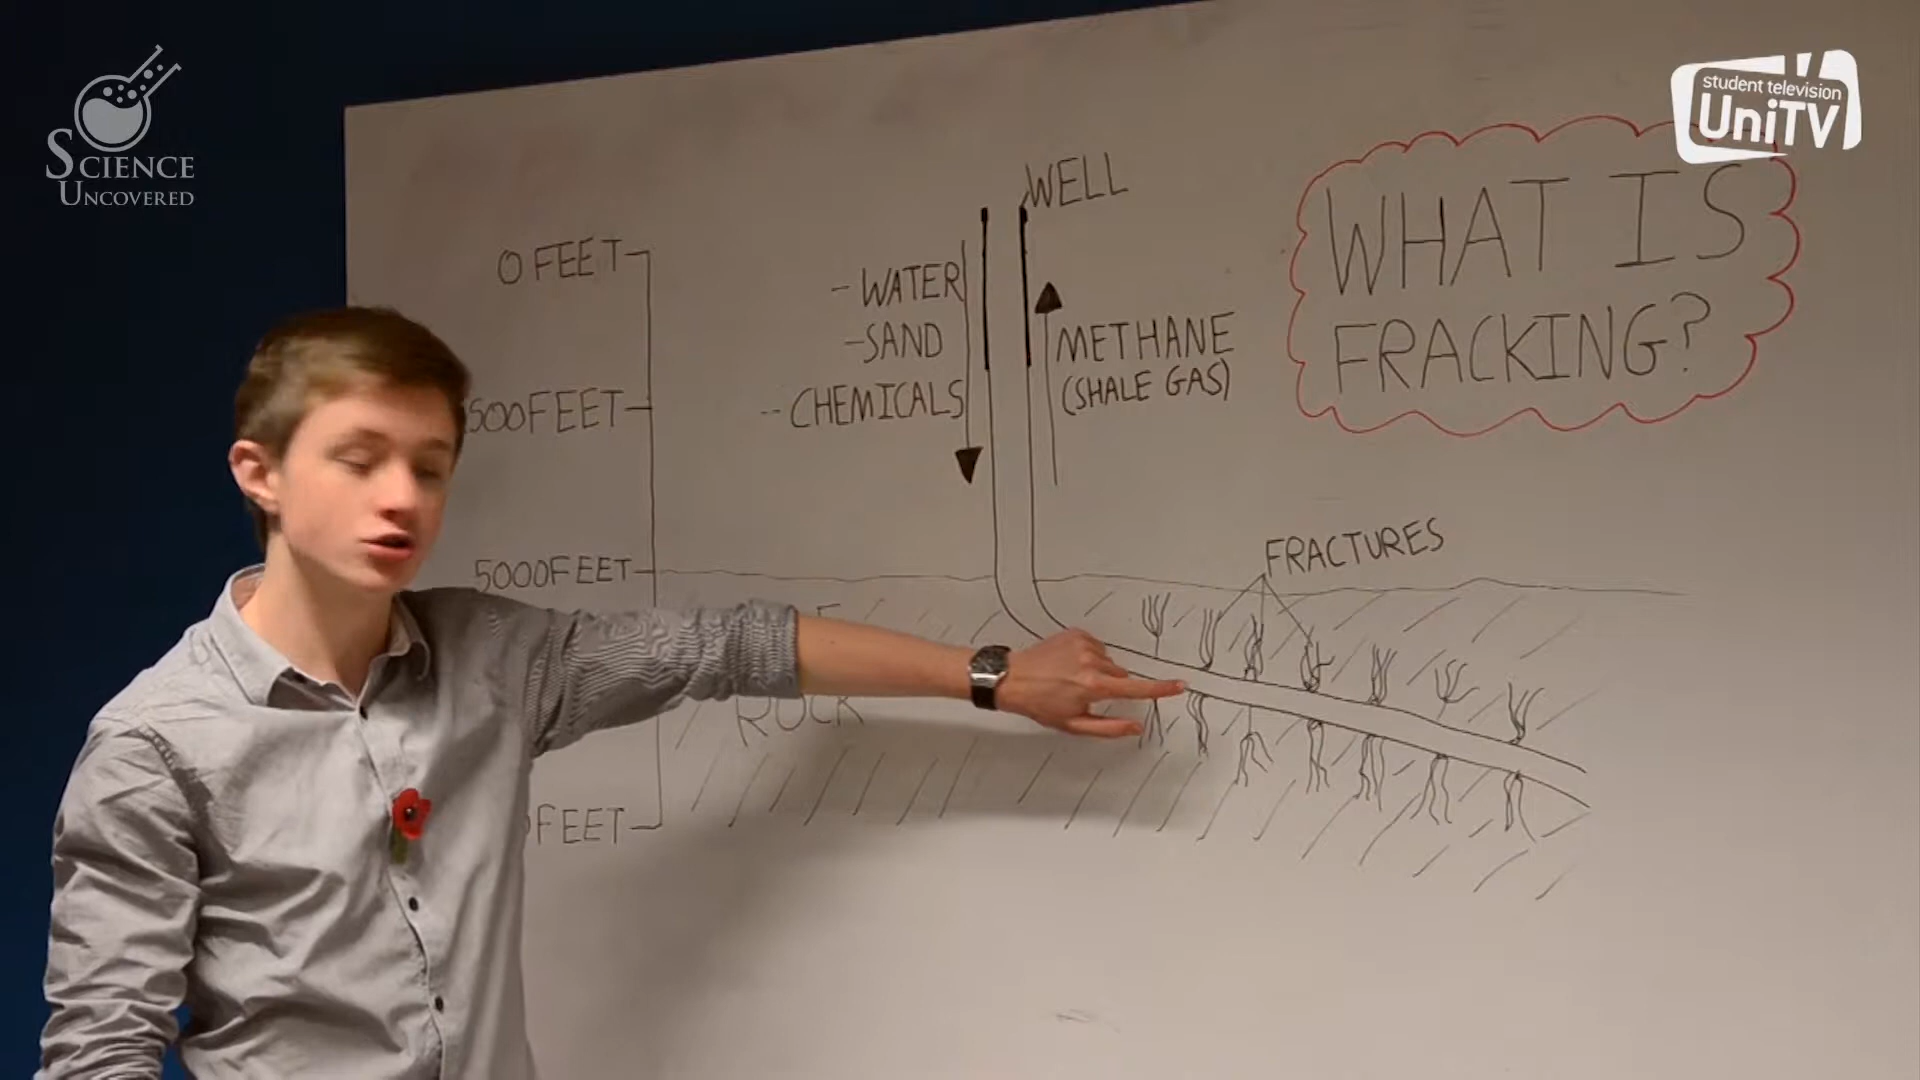 SCIENCE
UNCOVERED
student television
UniTV
WHAT IS
FRACKING?
WELL
0 FEET
- WATER
- SAND
- CHEMICALS
METHANE
(SHALE GAS)
500FEET
5000FEET
FRACTURES
ROCK
FEET